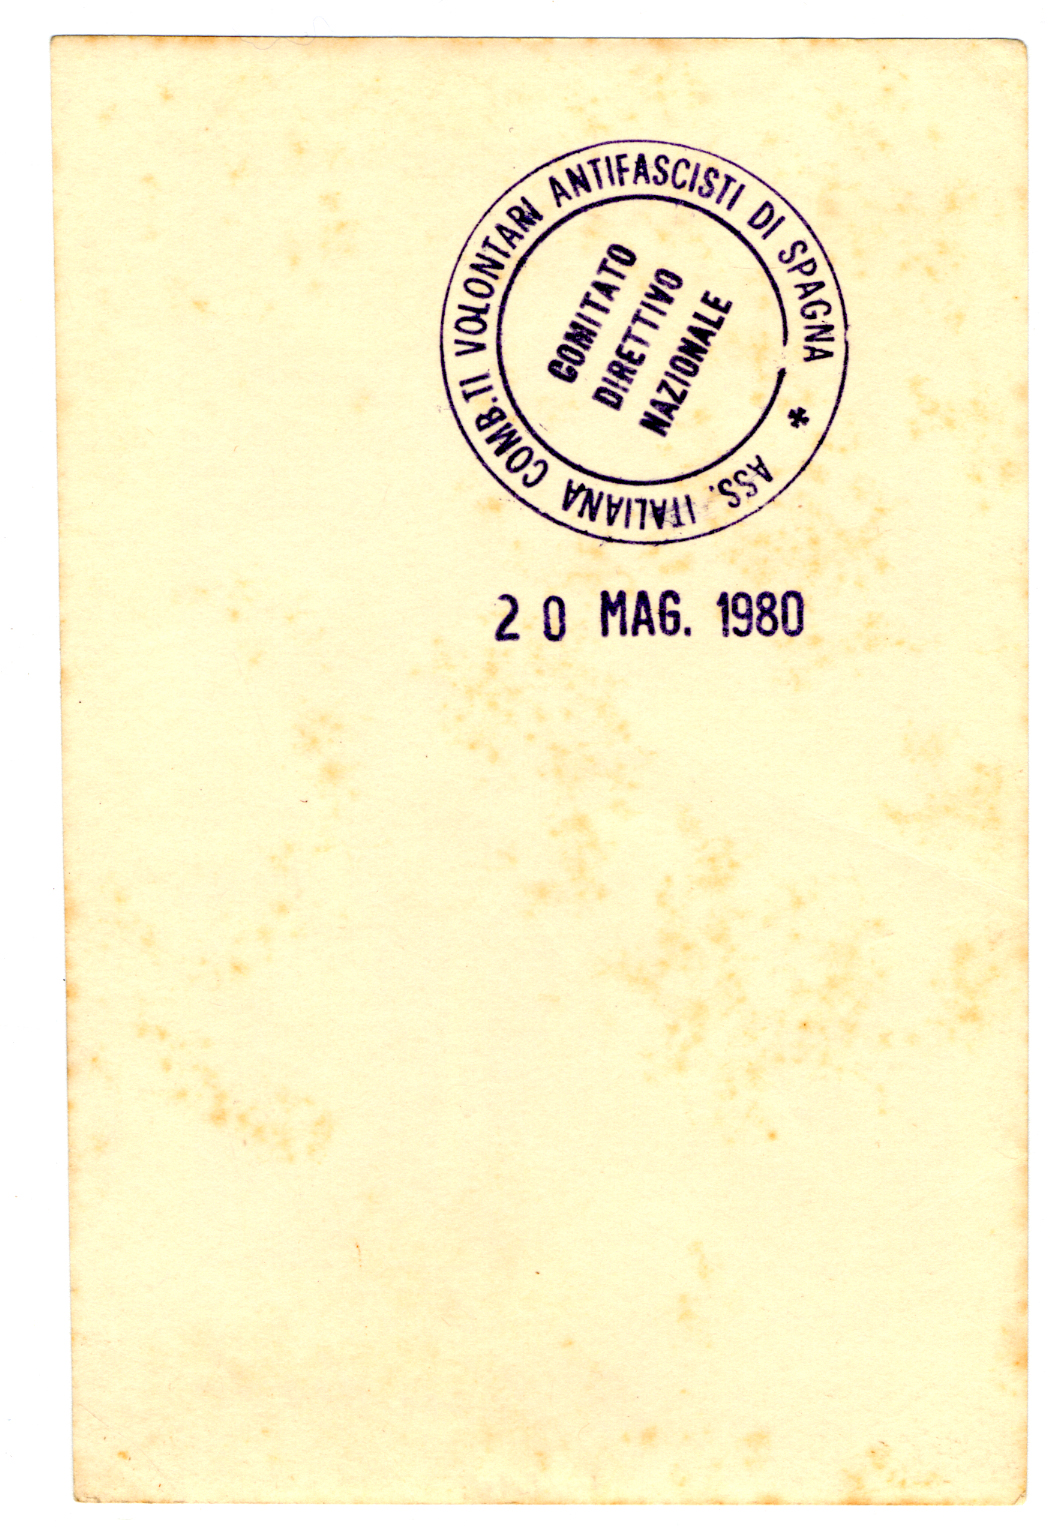 ASS. ITALIANA COMB.TI VOLONTARI ANTIFASCISTI DI SPAGNA *
COMITATO
DIRETTIVO
NAZIONALE
20 MAG. 1980